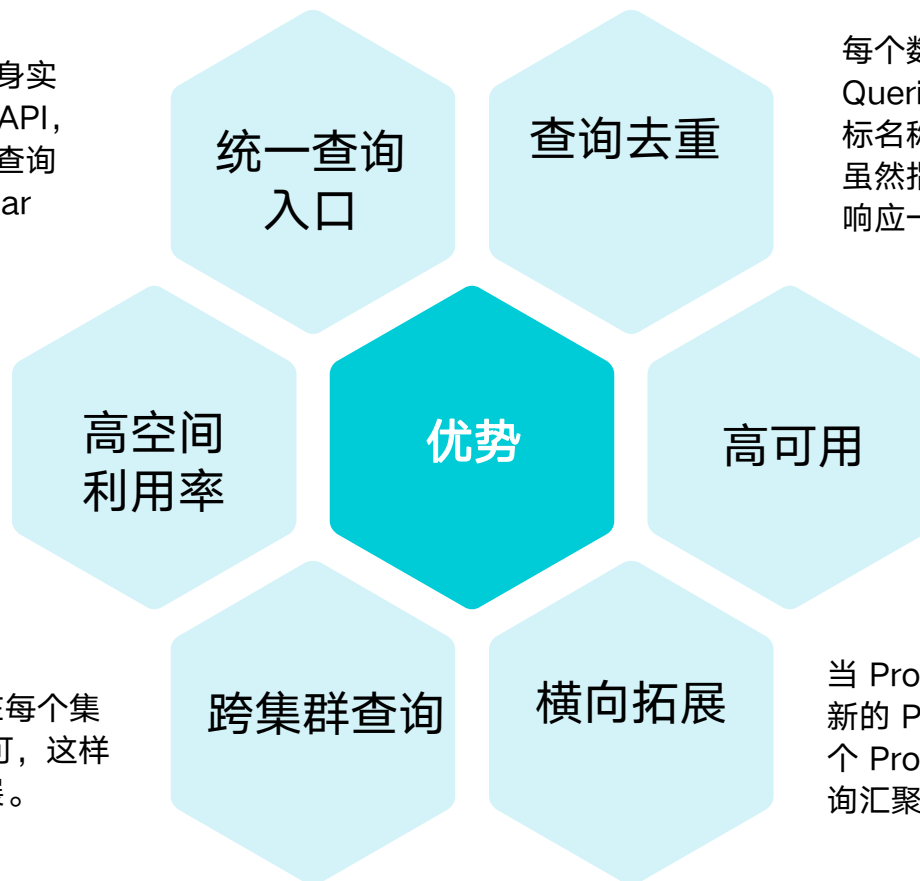 身实
API，
查询
ar
统一查询
入口
查询去重
每个数
Queri
标名称
虽然指
响应一
高空间
利用率
优势
高可用
每个集
可，这样
。
跨集群查询
横向拓展
当 Pro
新的 P
个 Pro
询汇聚